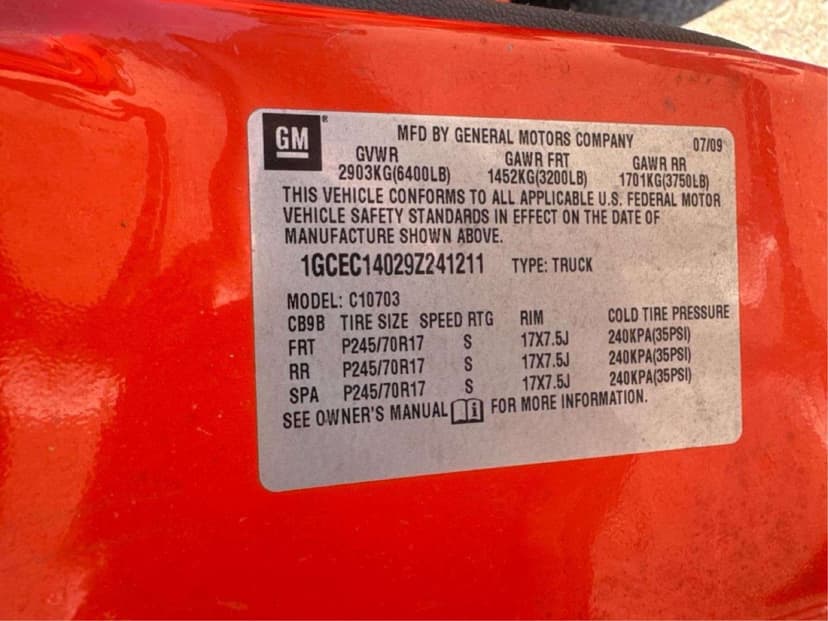 GM ®
MFD BY GENERAL MOTORS COMPANY 07/09
GVWR GAWR FRT GAWR RR
2903KG(6400LB) 1452KG(3200LB) 1701KG(3750LB)
THIS VEHICLE CONFORMS TO ALL APPLICABLE U.S. FEDERAL MOTOR
VEHICLE SAFETY STANDARDS IN EFFECT ON THE DATE OF
MANUFACTURE SHOWN ABOVE.
1GCEC14029Z241211 TYPE: TRUCK
MODEL: C10703
CB9B TIRE SIZE SPEED RTG RIM COLD TIRE PRESSURE
FRT P245/70R17 S 17X7.5J 240KPA(35PSI)
RR P245/70R17 S 17X7.5J 240KPA(35PSI)
SPA P245/70R17 S 17X7.5J 240KPA(35PSI)
SEE OWNER'S MANUAL i FOR MORE INFORMATION.